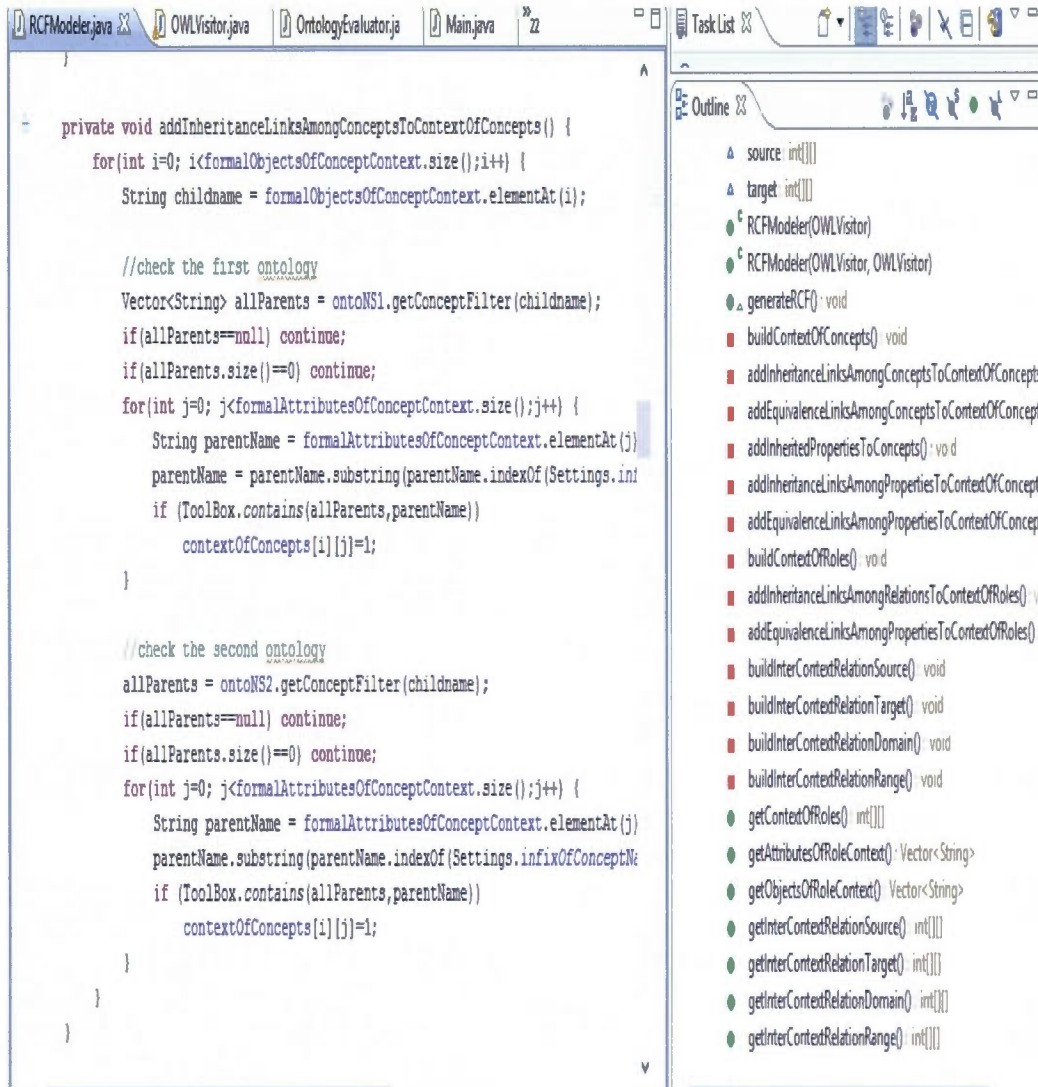 RCFModeler.java
OWLVisitor.java
OntologyEvaluator.ja
Main.java
»22
}
private void addInheritanceLinksAmongConceptsToContextOfConcepts() {
for(int i=0; i<formalObjectsOfConceptContext.size();i++) {
String childname = formalObjectsOfConceptContext.elementAt(i);
//check the first ontology
Vector<String> allParents = ontoNS1.getConceptFilter(childname);
if(allParents==null) continue;
if(allParents.size()==0) continue;
for(int j=0; j<formalAttributesOfConceptContext.size();j++) {
String parentName = formalAttributesOfConceptContext.elementAt(j)
parentName = parentName.substring(parentName.indexOf(Settings.inf
if (ToolBox.contains(allParents,parentName))
contextOfConcepts[i][j]=1;
}
//check the second ontology
allParents = ontoNS2.getConceptFilter(childname);
if(allParents==null) continue;
if(allParents.size()==0) continue;
for(int j=0; j<formalAttributesOfConceptContext.size();j++) {
String parentName = formalAttributesOfConceptContext.elementAt(j)
parentName.substring(parentName.indexOf(Settings.infixOfConceptNa
if (ToolBox.contains(allParents,parentName))
contextOfConcepts[i][j]=1;
}
}
}
Task List
Outline
source: int[][]
target: int[][]
RCFModeler(OWLVisitor)
RCFModeler(OWLVisitor, OWLVisitor)
generateRCF() : void
buildContextOfConcepts() : void
addInheritanceLinksAmongConceptsToContextOfConcepts
addEquivalenceLinksAmongConceptsToContextOfConcept
addInheritedPropertiesToConcepts() : void
addInheritanceLinksAmongPropertiesToContextOfConcept
addEquivalenceLinksAmongPropertiesToContextOfConcep
buildContextOfRoles() : void
addInheritanceLinksAmongRelationsToContextOfRoles() : v
addEquivalenceLinksAmongPropertiesToContextOfRoles()
buildInterContextRelationSource() : void
buildInterContextRelationTarget() : void
buildInterContextRelationDomain() : void
buildInterContextRelationRange() : void
getContextOfRoles() : int[][]
getAttributesOfRoleContext() : Vector<String>
getObjectsOfRoleContext() : Vector<String>
getInterContextRelationSource() : int[][]
getInterContextRelationTarget() : int[][]
getInterContextRelationDomain() : int[][]
getInterContextRelationRange() : int[][]